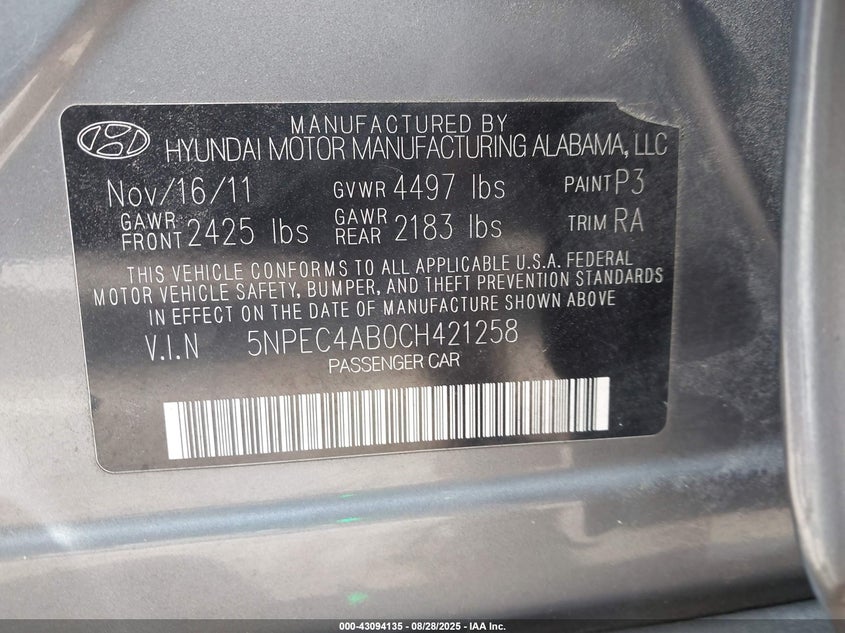 MANUFACTURED BY
HYUNDAI MOTOR MANUFACTURING ALABAMA, LLC
Nov/16/11 GVWR 4497 lbs PAINT P3
GAWR FRONT 2425 lbs GAWR REAR 2183 lbs TRIM RA
THIS VEHICLE CONFORMS TO ALL APPLICABLE U.S.A. FEDERAL
MOTOR VEHICLE SAFETY, BUMPER, AND THEFT PREVENTION STANDARDS
IN EFFECT ON THE DATE OF MANUFACTURE SHOWN ABOVE
V.I.N 5NPEC4AB0CH421258
PASSENGER CAR
000-43094135 - 08/28/2025 - IAA Inc.